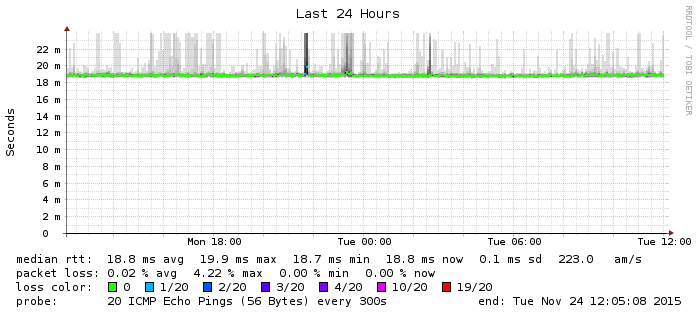 Last 24 Hours
RRDTOOL / TOBI OETIKER
Seconds
22 m
20 m
18 m
16 m
14 m
12 m
10 m
8 m
6 m
4 m
2 m
0
Mon 18:00 Tue 00:00 Tue 06:00 Tue 12:00
median rtt: 18.8 ms avg 19.9 ms max 18.7 ms min 18.8 ms now 0.1 ms sd 223.0 am/s
packet loss: 0.02 % avg 4.22 % max 0.00 % min 0.00 % now
loss color: 0 1/20 2/20 3/20 4/20 10/20 19/20
probe: 20 ICMP Echo Pings (56 Bytes) every 300s end: Tue Nov 24 12:05:08 2015